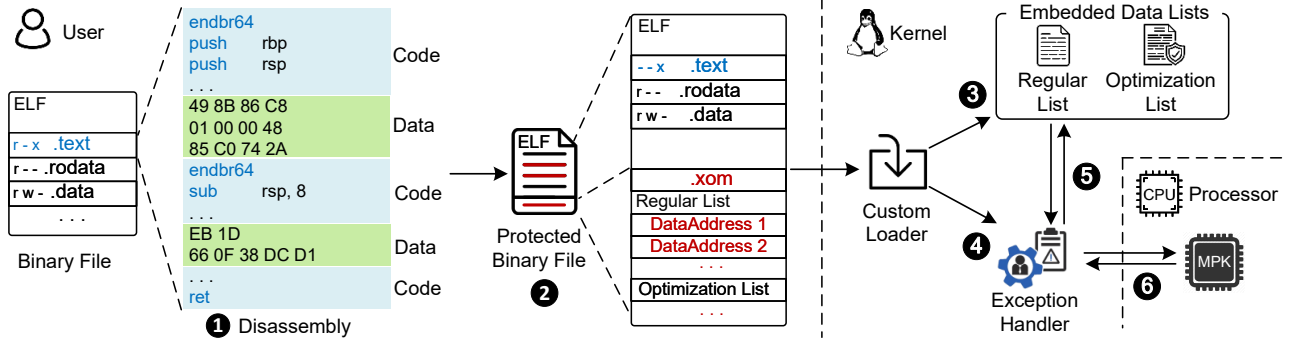 User
ELF
r - x .text
r - - .rodata
r w - .data
. . .
Binary File
endbr64
push rbp
push rsp
. . .
Code
49 8B 86 C8
01 00 00 48
85 C0 74 2A
Data
endbr64
sub rsp, 8
. . .
Code
EB 1D
66 0F 38 DC D1
Data
. . .
ret
Code
1 Disassembly
ELF
Protected
Binary File
2
ELF
- - x .text
r - - .rodata
r w - .data
.xom
Regular List
DataAddress 1
DataAddress 2
. . .
Optimization List
. . .
Kernel
Custom
Loader
3
Embedded Data Lists
Regular
List
Optimization
List
4
5
Exception
Handler
6
CPU
Processor
MPK